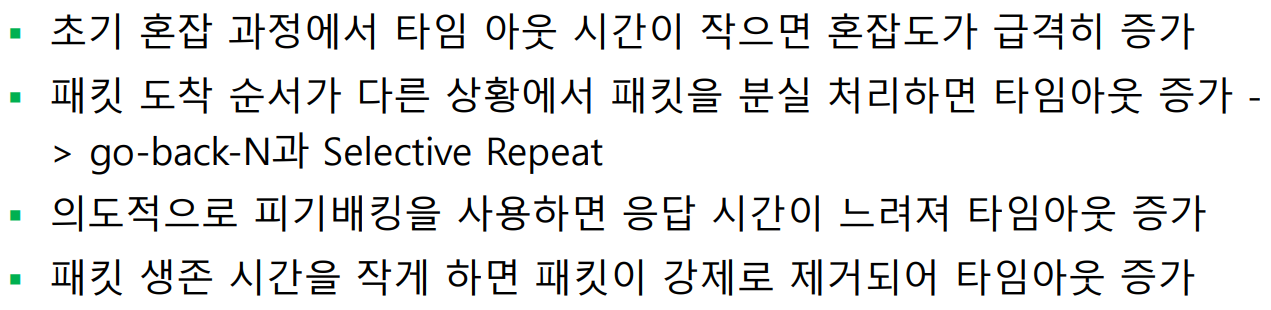 ▪ 초기 혼잡 과정에서 타임 아웃 시간이 작으면 혼잡도가 급격히 증가
▪ 패킷 도착 순서가 다른 상황에서 패킷을 분실 처리하면 타임아웃 증가 -
> go-back-N과 Selective Repeat
▪ 의도적으로 피기배킹을 사용하면 응답 시간이 느려져 타임아웃 증가
▪ 패킷 생존 시간을 작게 하면 패킷이 강제로 제거되어 타임아웃 증가